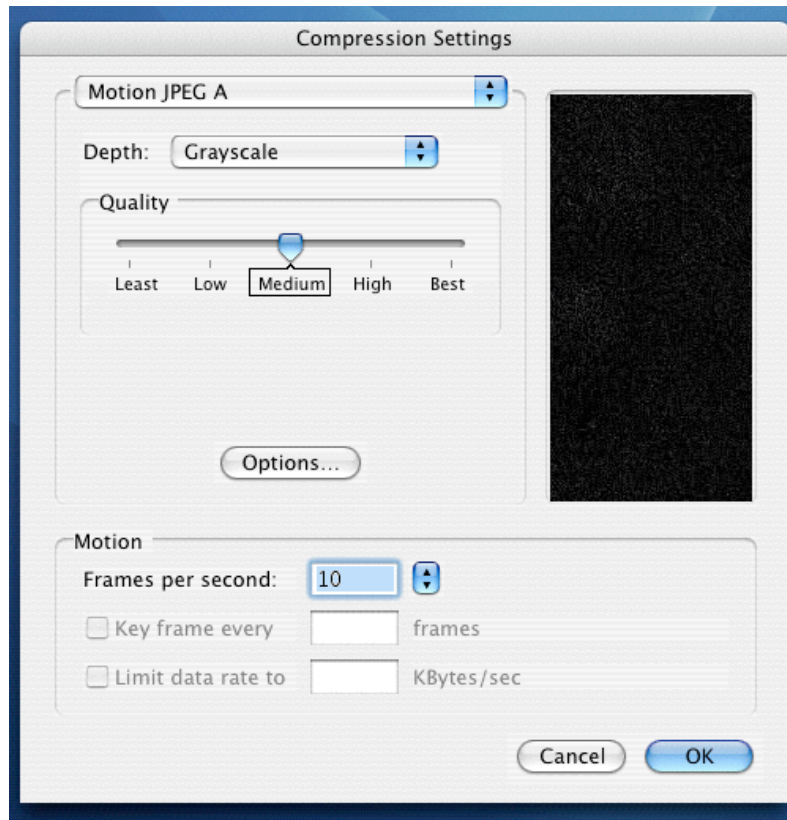 Compression Settings
Motion JPEG A
Depth: Grayscale
Quality
Least Low Medium High Best
Options...
Motion
Frames per second: 10
Key frame every frames
Limit data rate to KBytes/sec
Cancel OK